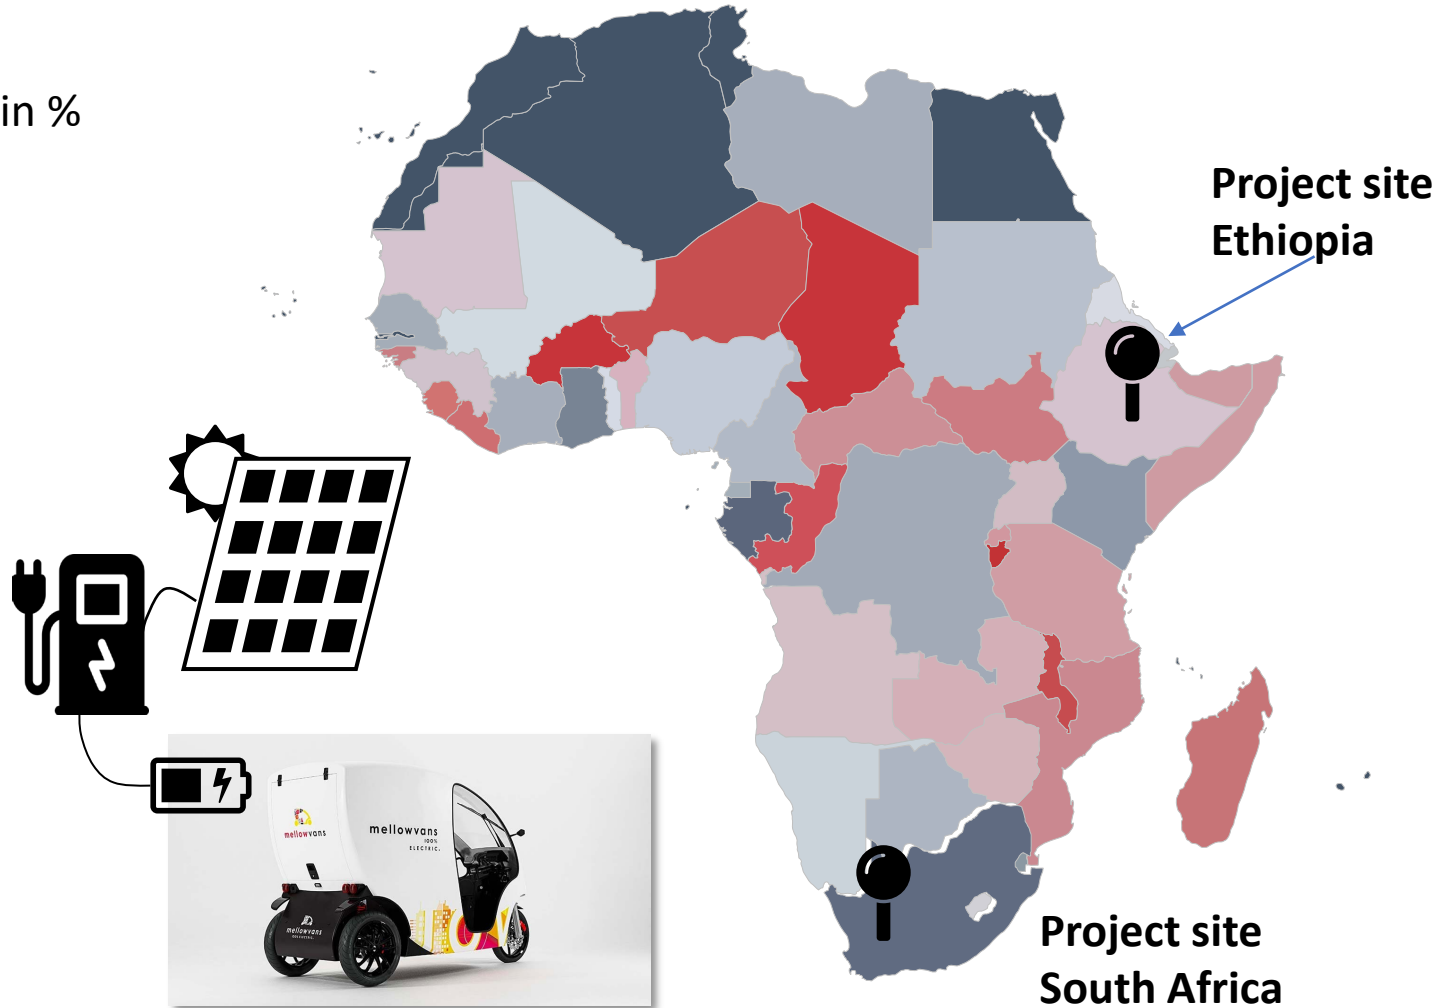 in %
Project site
Ethiopia
mellowvans
mellowvans
100%
ELECTRIC.
mellowvans
Project site
South Africa